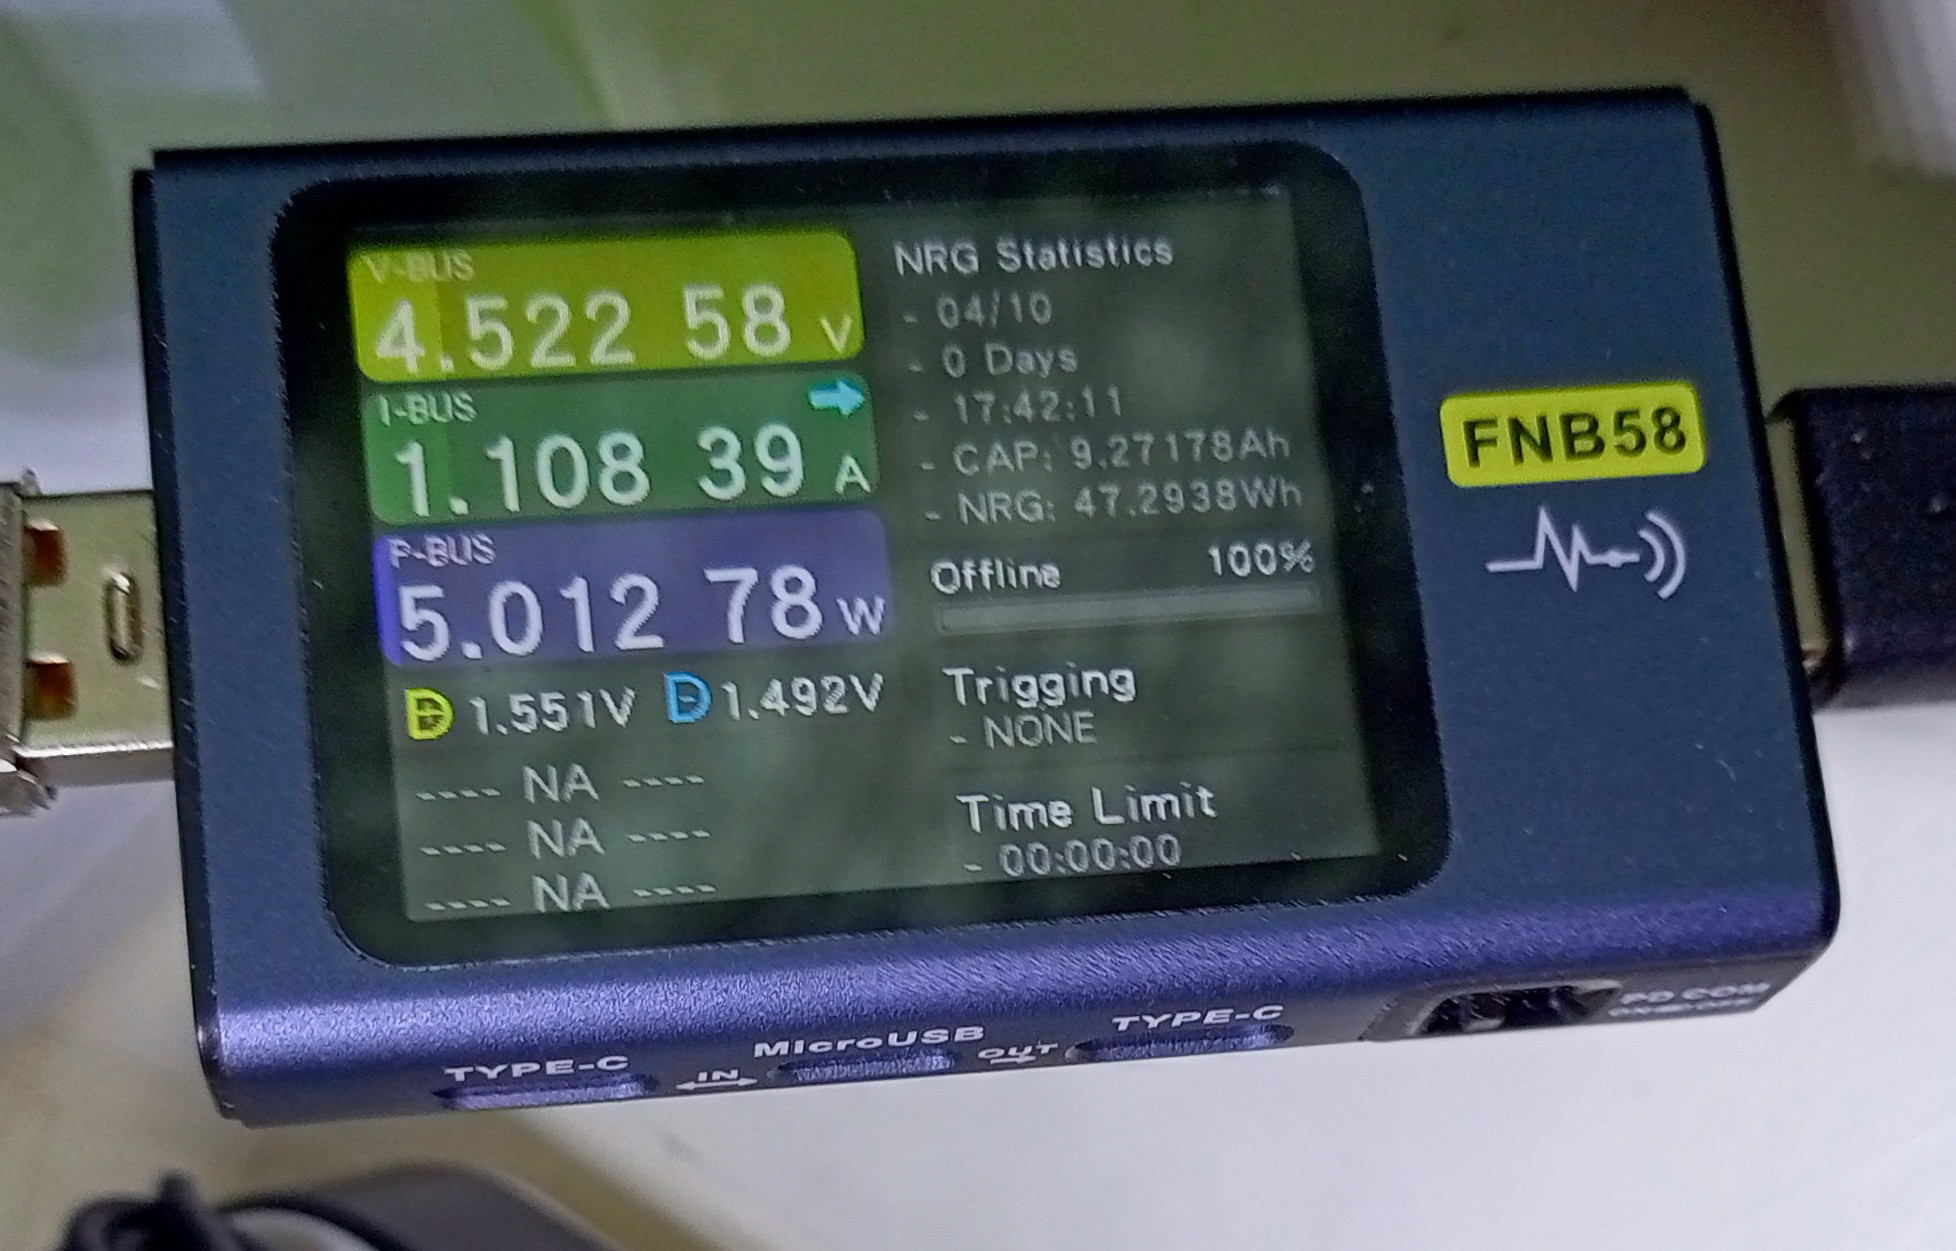 V-BUS
4.522 58 V
I-BUS
1.108 39 A
P-BUS
5.012 78 W
D 1.551V D 1.492V
---- NA ----
---- NA ----
---- NA ----
NRG Statistics
- 04/10
- 0 Days
- 17:42:11
- CAP: 9.27178Ah
- NRG: 47.2938Wh
Offline 100%
Trigging
- NONE
Time Limit
- 00:00:00
FNB58
TYPE-C
IN
MicroUSB
OUT
TYPE-C
PD COM